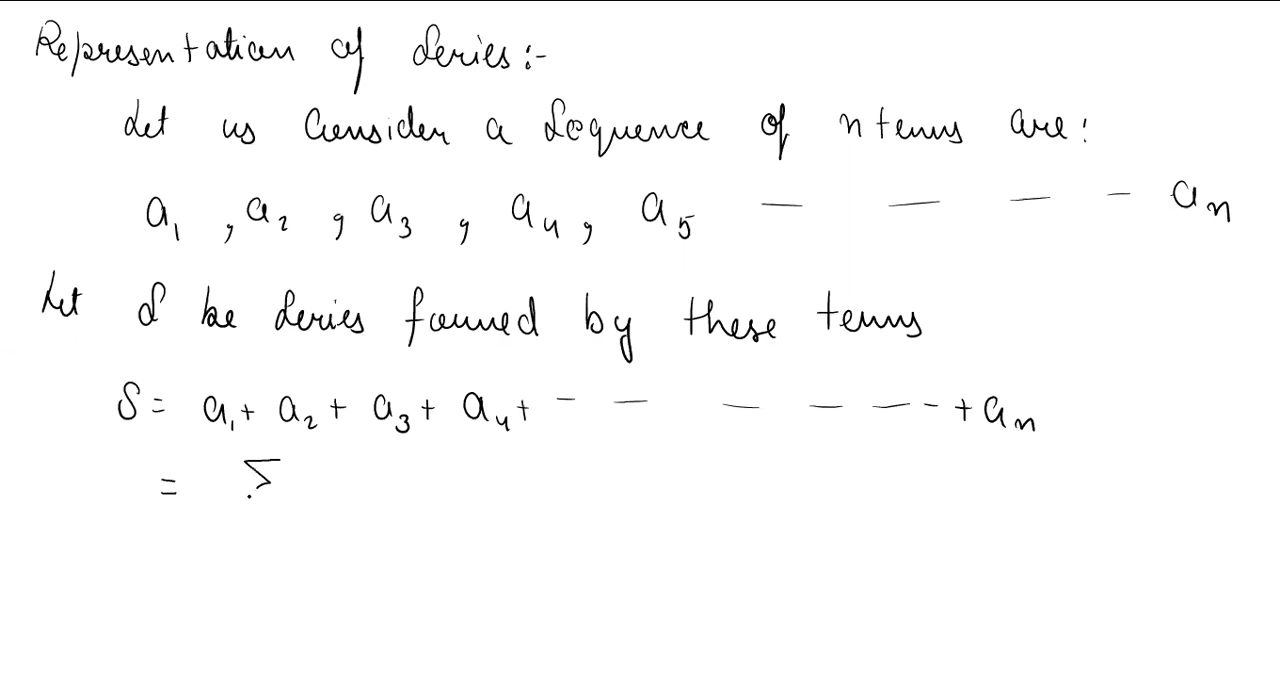 Representation of Series :-
Let us Consider a Sequence of n terms are :
a₁ , a₂ , a₃ , a₄ , a₅ — — — - aₙ
Let S be Series formed by these terms
S = a₁ + a₂ + a₃ + a₄ + - — — — — - - + aₙ
= Σ